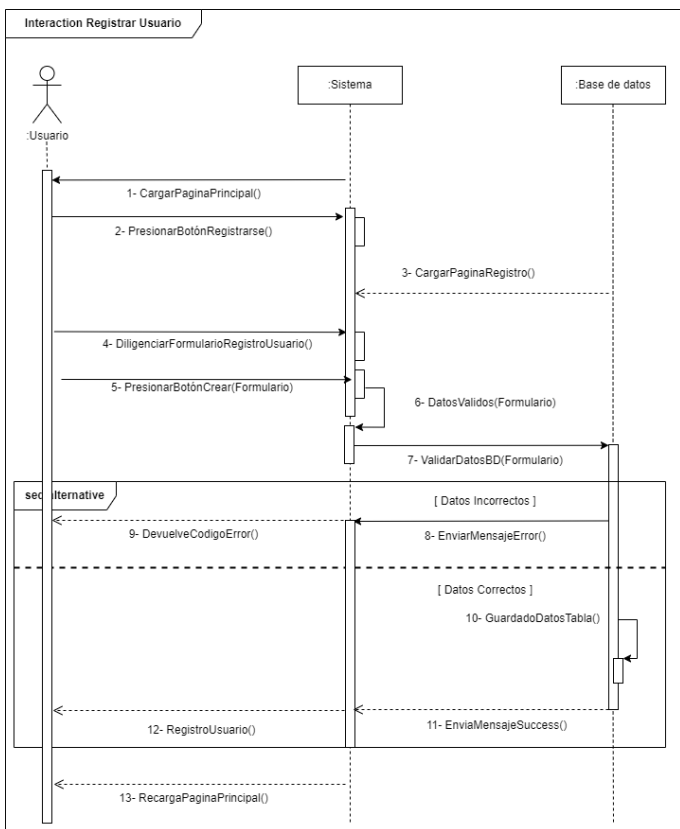 Interaction Registrar Usuario
:Usuario
:Sistema
:Base de datos
1- CargarPaginaPrincipal()
2- PresionarBotónRegistrarse()
3- CargarPaginaRegistro()
4- DiligenciarFormularioRegistroUsuario()
5- PresionarBotónCrear(Formulario)
6- DatosValidos(Formulario)
7- ValidarDatosBD(Formulario)
[ Datos Incorrectos ]
9- DevuelveCodigoError()
8- EnviarMensajeError()
[ Datos Correctos ]
10- GuardadoDatosTabla()
11- EnviaMensajeSuccess()
12- RegistroUsuario()
13- RecargaPaginaPrincipal()